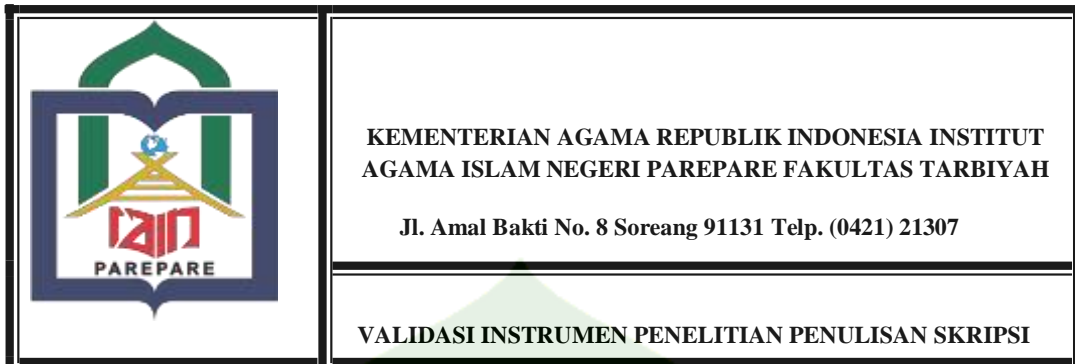 iain
PAREPARE
KEMENTERIAN AGAMA REPUBLIK INDONESIA INSTITUT
AGAMA ISLAM NEGERI PAREPARE FAKULTAS TARBIYAH
Jl. Amal Bakti No. 8 Soreang 91131 Telp. (0421) 21307
VALIDASI INSTRUMEN PENELITIAN PENULISAN SKRIPSI